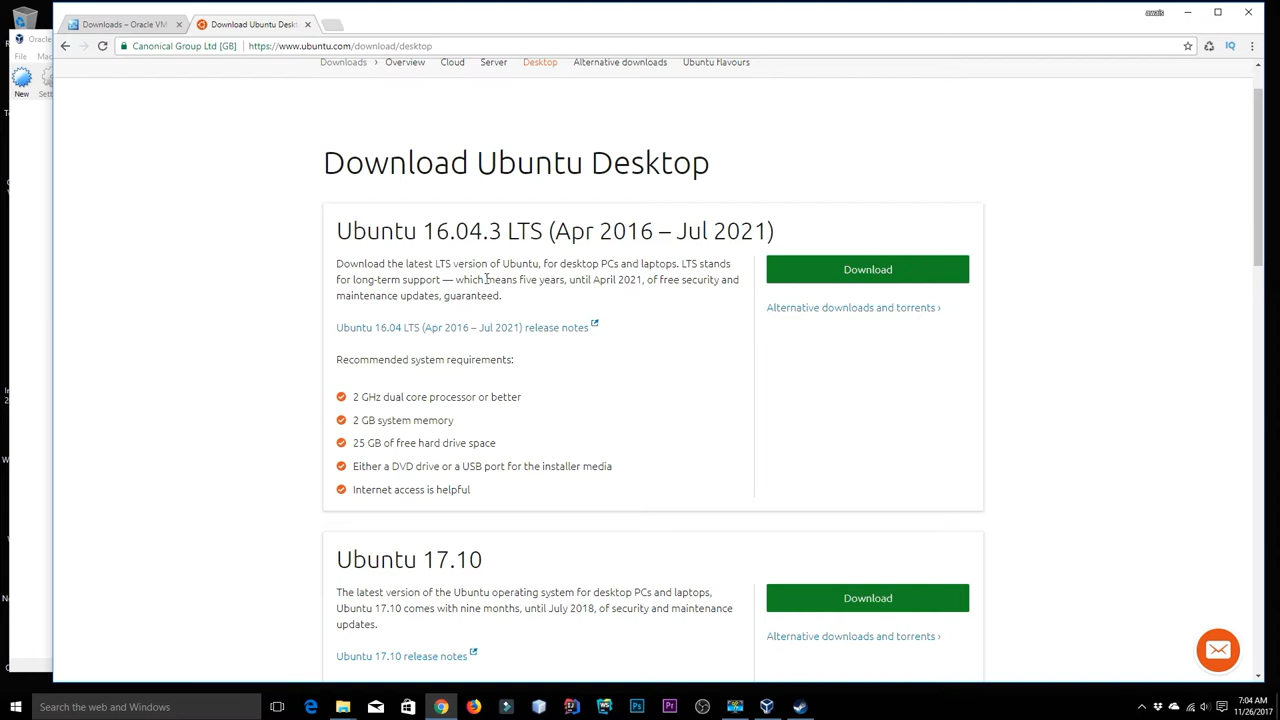 Downloads – Oracle VM
Download Ubuntu Deskt
awais
Oracle
Canonical Group Ltd [GB]
https://www.ubuntu.com/download/desktop
IQ
File
Downloads › Overview Cloud Server Desktop Alternative downloads Ubuntu flavours
New
Download Ubuntu Desktop
Ubuntu 16.04.3 LTS (Apr 2016 – Jul 2021)
Download the latest LTS version of Ubuntu, for desktop PCs and laptops. LTS stands
for long-term support — which means five years, until April 2021, of free security and
maintenance updates, guaranteed.
Download
Alternative downloads and torrents ›
Ubuntu 16.04 LTS (Apr 2016 – Jul 2021) release notes
Recommended system requirements:
2 GHz dual core processor or better
2 GB system memory
25 GB of free hard drive space
Either a DVD drive or a USB port for the installer media
Internet access is helpful
Ubuntu 17.10
The latest version of the Ubuntu operating system for desktop PCs and laptops,
Ubuntu 17.10 comes with nine months, until July 2018, of security and maintenance
updates.
Download
Alternative downloads and torrents ›
Ubuntu 17.10 release notes
Search the web and Windows
Ps
Pr
7:04 AM
11/26/2017